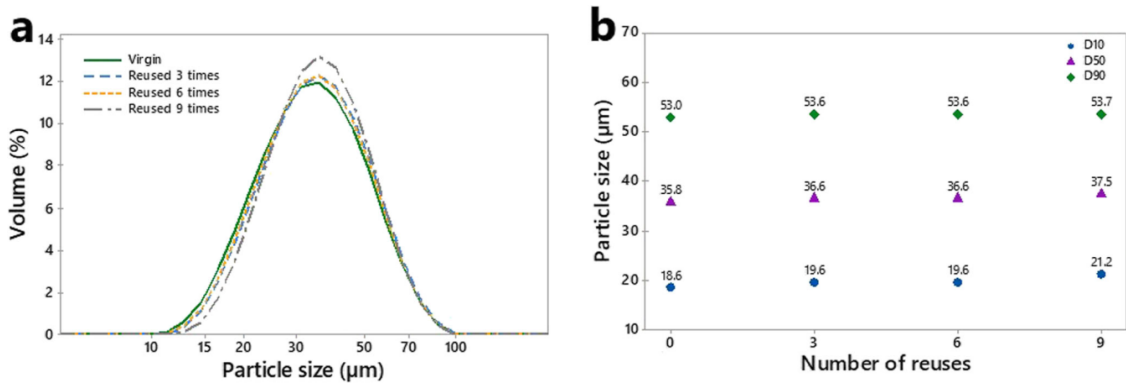 a
14
12
10
8
6
4
2
0
Volume (%)
Virgin
Reused 3 times
Reused 6 times
Reused 9 times
10 15 20 30 50 70 100
Particle size (µm)
b
70
60
50
40
30
20
10
Particle size (µm)
D10
D50
D90
53.0 53.6 53.6 53.7
35.8 36.6 36.6 37.5
18.6 19.6 19.6 21.2
0 3 6 9
Number of reuses